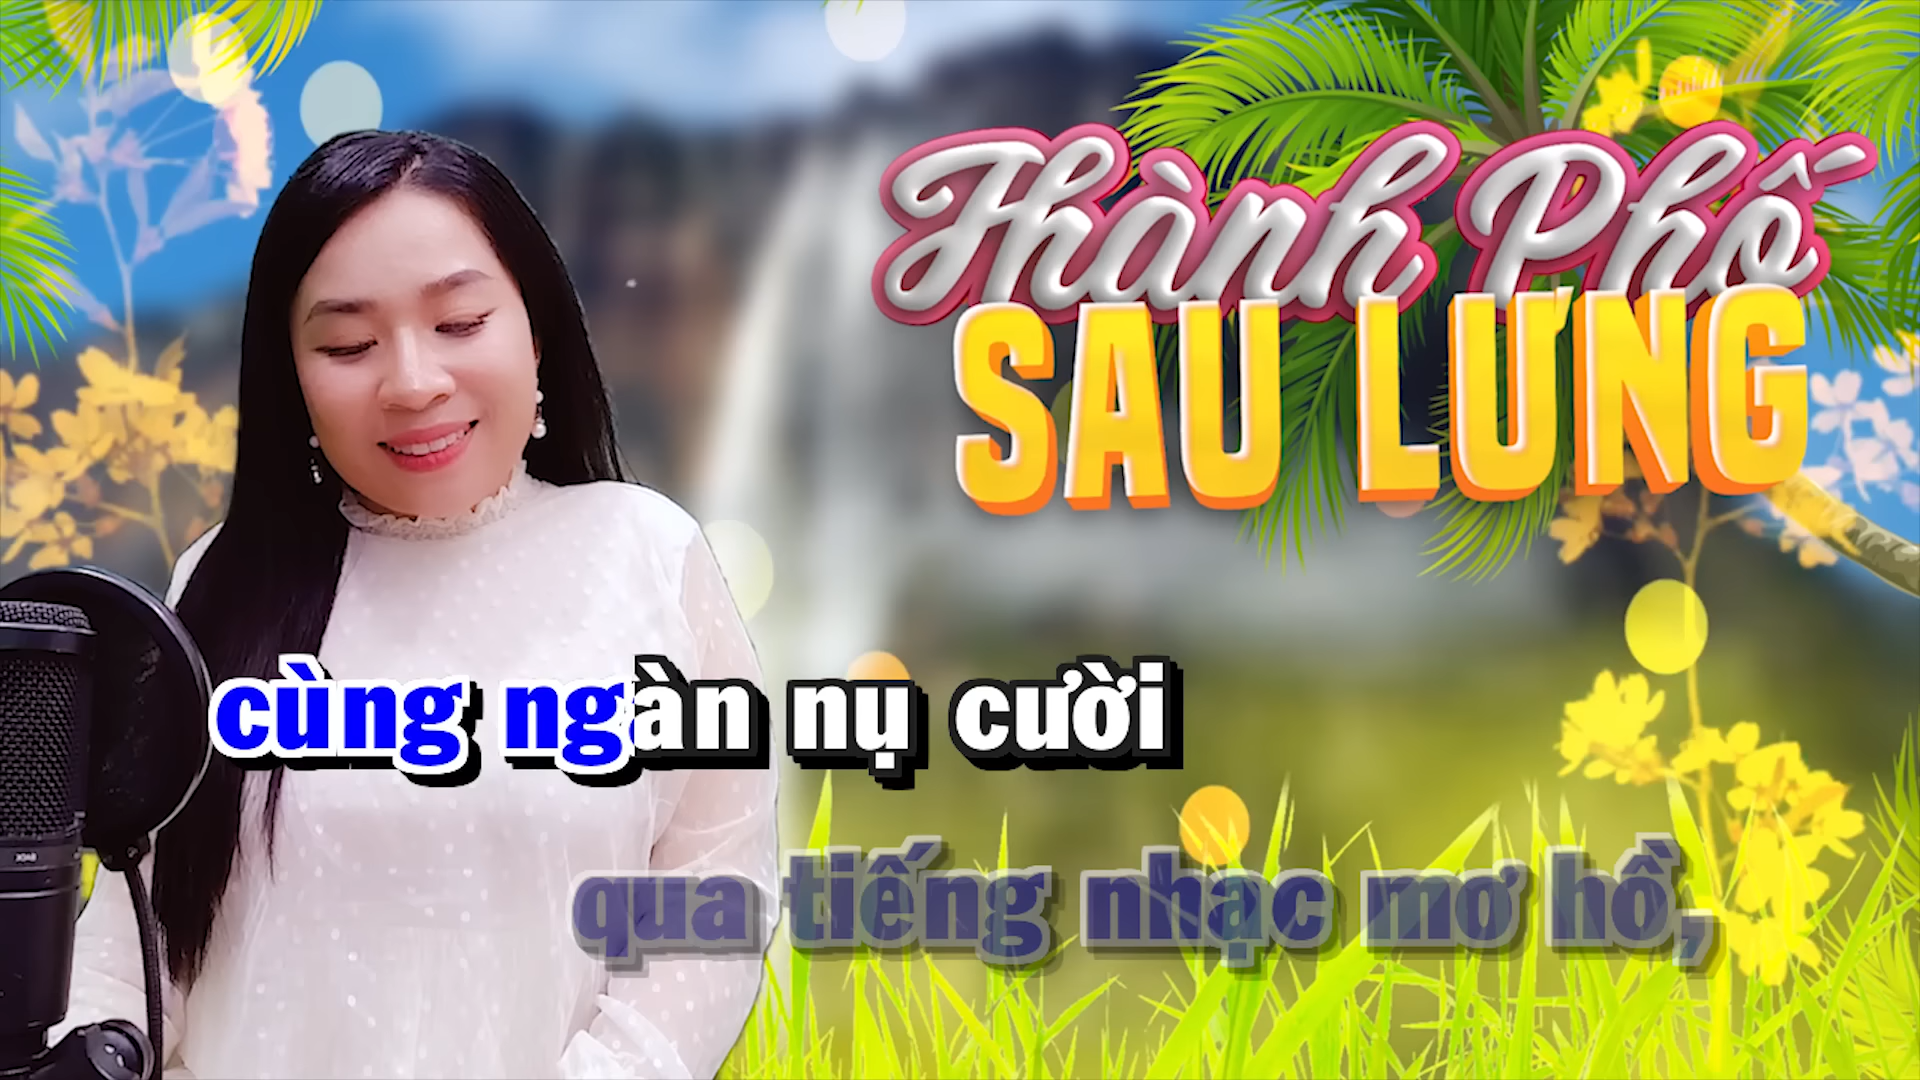 Thành Phố
SAU LƯNG
cùng ngàn nụ cười
qua tiếng nhạc mơ hồ,